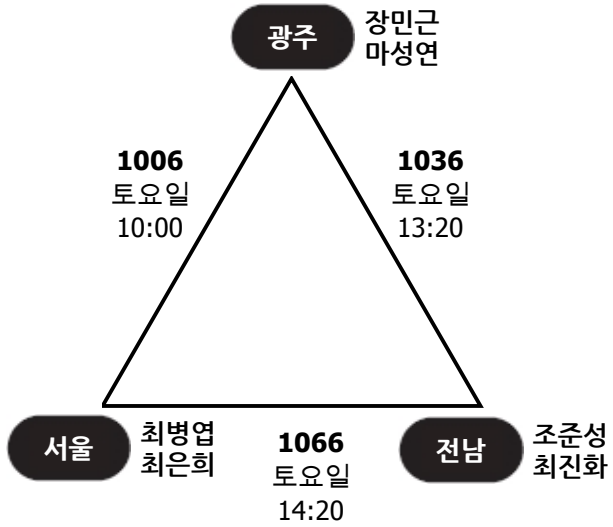 광주
장민근
마성연
1006
토요일
10:00
1036
토요일
13:20
서울
최병엽
최은희
1066
토요일
14:20
전남
조준성
최진화